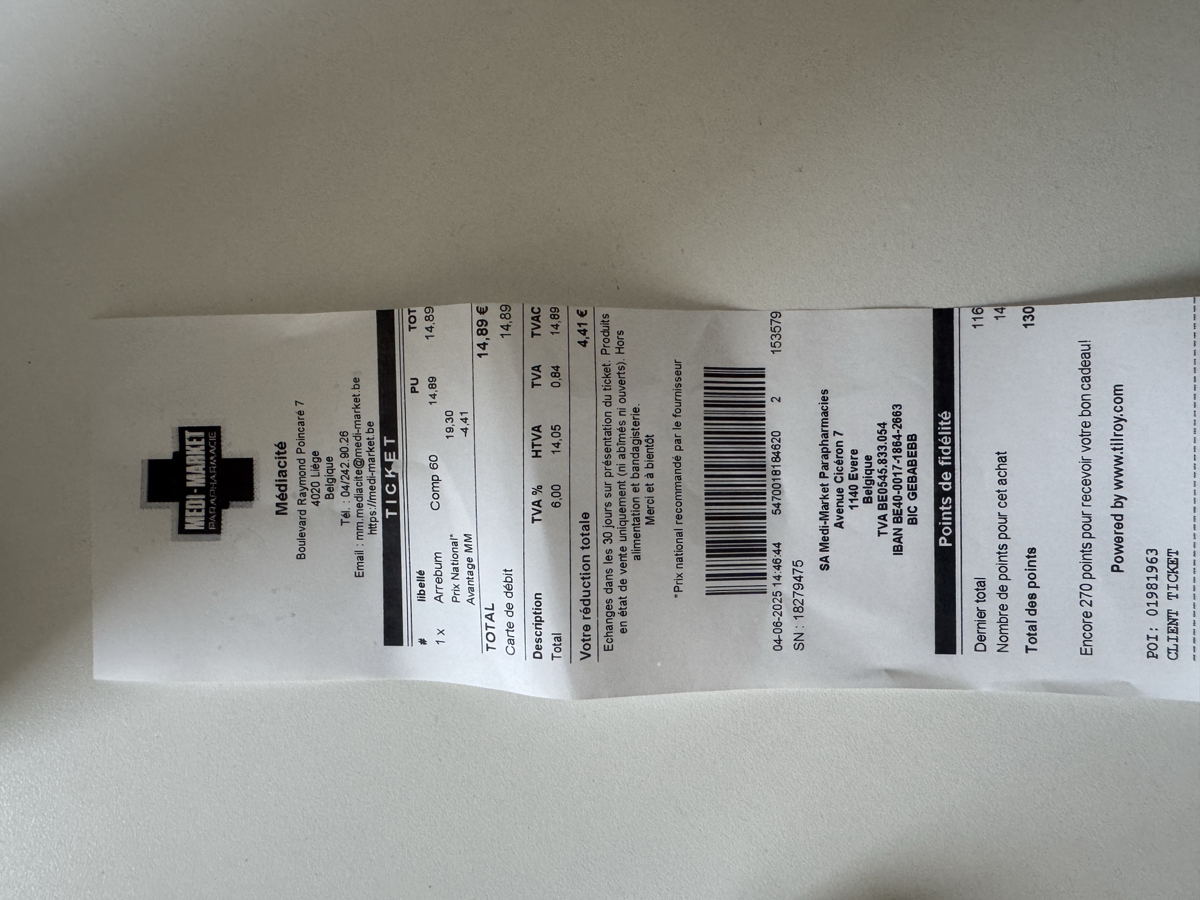 MEDI-MARKET
PARAPHARMACIE
Médiacité
Boulevard Raymond Poincaré 7
4020 Liège
Belgique
Tél. : 04/242.90.26
Email : mm.mediacite@medi-market.be
https://medi-market.be
TICKET
# libellé PU TOT
1 x Arrebum Comp 60 14,89 14,89
Prix National* 19,30
Avantage MM -4,41
TOTAL 14,89 €
Carte de débit 14,89
Description TVA % HTVA TVA TVAC
Total 6,00 14,05 0,84 14,89
Votre réduction totale 4,41 €
Echanges dans les 30 jours sur présentation du ticket. Produits
en état de vente uniquement (ni abîmés ni ouverts). Hors
alimentation et bandagisterie.
Merci et à bientôt
*Prix national recommandé par le fournisseur
04-06-2025 14:46:44 5470018184620 2 153579
SN : 18279475
SA Medi-Market Parapharmacies
Avenue Cicéron 7
1140 Evere
Belgique
TVA BE0545.833.054
IBAN BE40-0017-1864-2663
BIC GEBABEBB
Points de fidélité
Dernier total 116
Nombre de points pour cet achat 14
Total des points 130
Encore 270 points pour recevoir votre bon cadeau!
Powered by www.tilroy.com
POI: 01981963
CLIENT TICKET